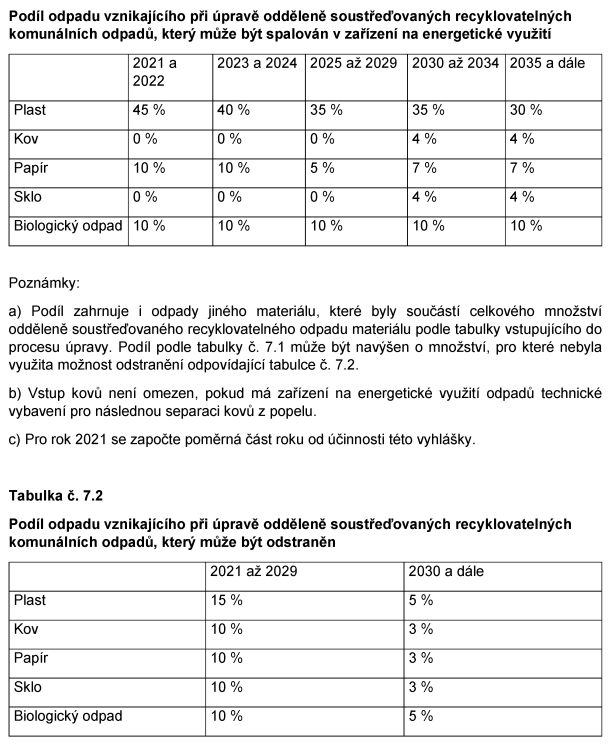 Podíl odpadu vznikajícího při úpravě odděleně soustřeďovaných recyklovatelných
komunálních odpadů, který může být spalován v zařízení na energetické využití
2021 a 2022 2023 a 2024 2025 až 2029 2030 až 2034 2035 a dále
Plast 45 % 40 % 35 % 35 % 30 %
Kov 0 % 0 % 0 % 4 % 4 %
Papír 10 % 10 % 5 % 7 % 7 %
Sklo 0 % 0 % 0 % 4 % 4 %
Biologický odpad 10 % 10 % 10 % 10 % 10 %
Poznámky:
a) Podíl zahrnuje i odpady jiného materiálu, které byly součástí celkového množství
odděleně soustřeďovaného recyklovatelného odpadu materiálu podle tabulky vstupujícího do
procesu úpravy. Podíl podle tabulky č. 7.1 může být navýšen o množství, pro které nebyla
využita možnost odstranění odpovídající tabulce č. 7.2.
b) Vstup kovů není omezen, pokud má zařízení na energetické využití odpadů technické
vybavení pro následnou separaci kovů z popelu.
c) Pro rok 2021 se započte poměrná část roku od účinnosti této vyhlášky.
Tabulka č. 7.2
Podíl odpadu vznikajícího při úpravě odděleně soustřeďovaných recyklovatelných
komunálních odpadů, který může být odstraněn
2021 až 2029 2030 a dále
Plast 15 % 5 %
Kov 10 % 3 %
Papír 10 % 3 %
Sklo 10 % 3 %
Biologický odpad 10 % 5 %